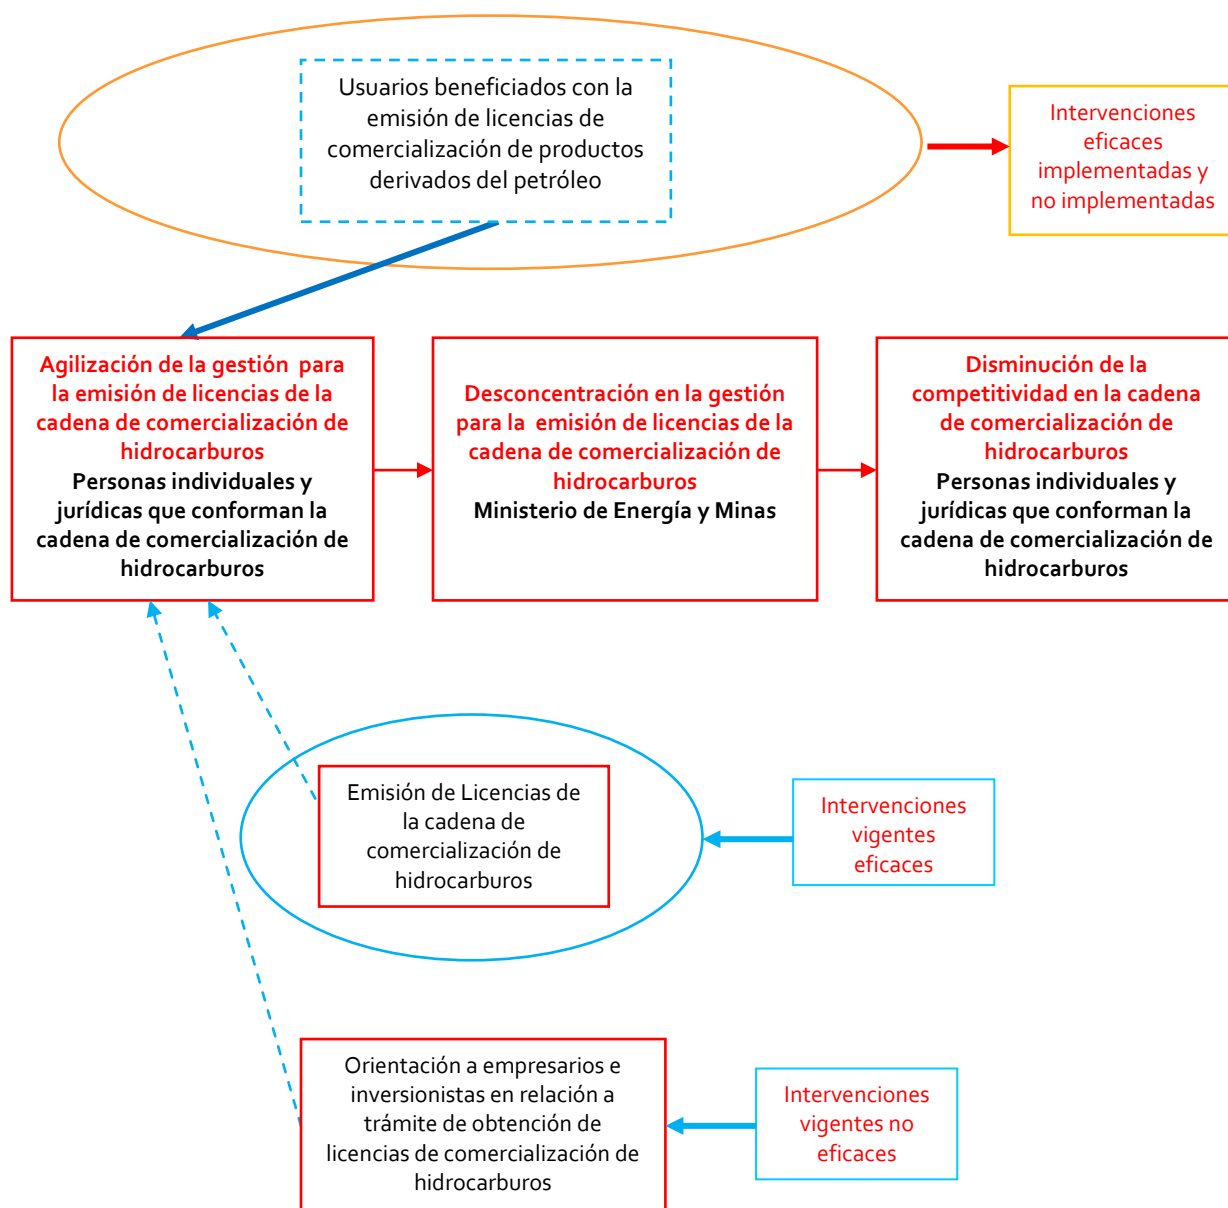 Usuarios beneficiados con la
emisión de licencias de
comercialización de productos
derivados del petróleo
Intervenciones
eficaces
implementadas y
no implementadas
Agilización de la gestión para
la emisión de licencias de la
cadena de comercialización de
hidrocarburos
Personas individuales y
jurídicas que conforman la
cadena de comercialización de
hidrocarburos
Desconcentración en la gestión
para la emisión de licencias de la
cadena de comercialización de
hidrocarburos
Ministerio de Energía y Minas
Disminución de la
competitividad en la cadena
de comercialización de
hidrocarburos
Personas individuales y
jurídicas que conforman la
cadena de comercialización de
hidrocarburos
Emisión de Licencias de
la cadena de
comercialización de
hidrocarburos
Intervenciones
vigentes
eficaces
Orientación a empresarios e
inversionistas en relación a
trámite de obtención de
licencias de comercialización de
hidrocarburos
Intervenciones
vigentes no
eficaces